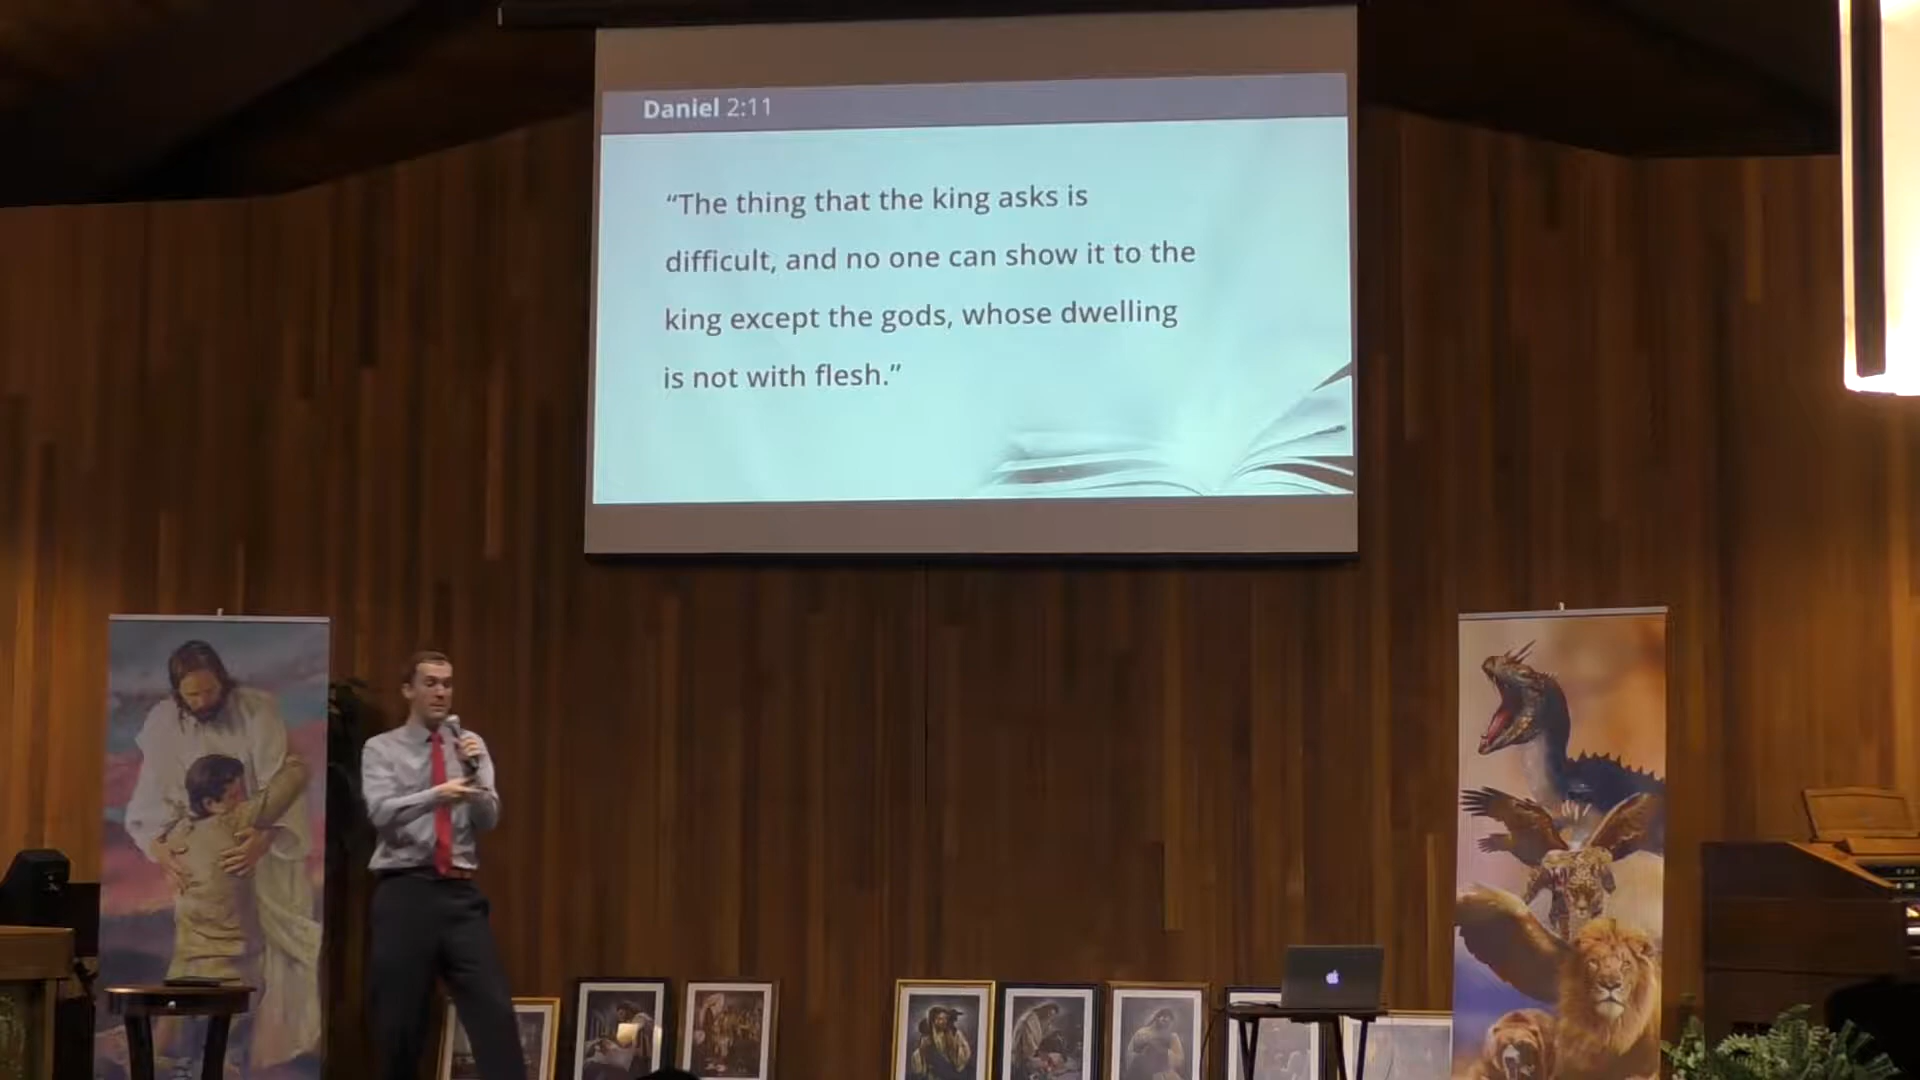 Daniel 2:11
“The thing that the king asks is
difficult, and no one can show it to the
king except the gods, whose dwelling
is not with flesh.”